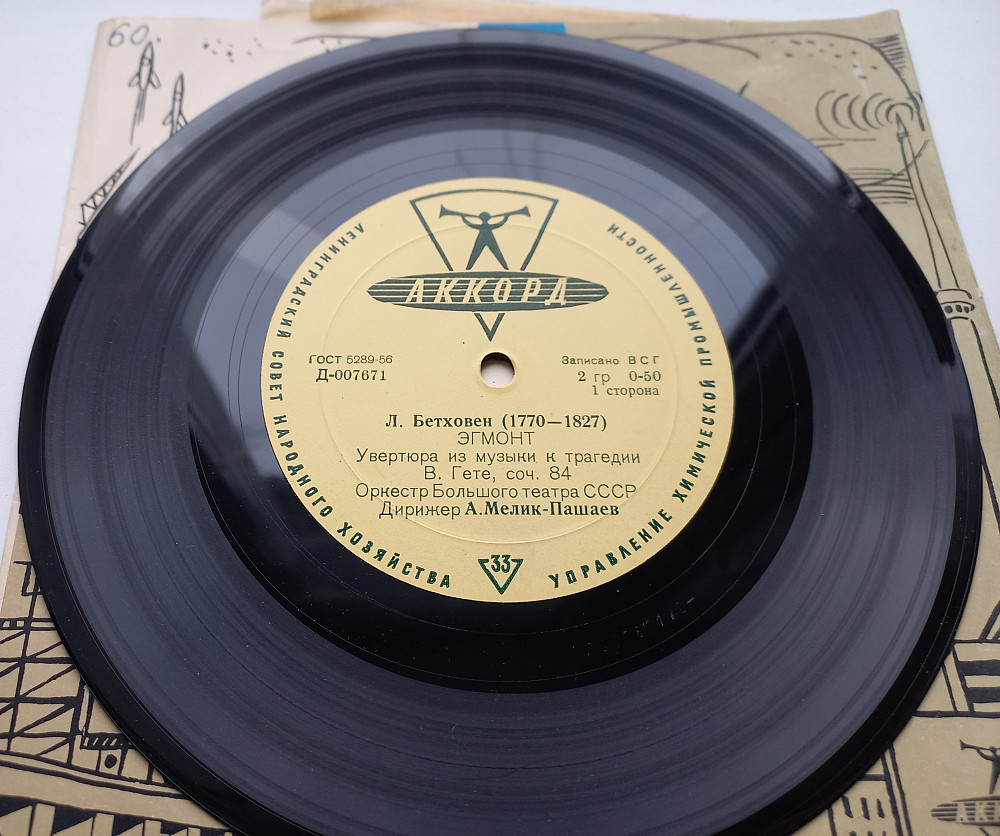 60.
АККОРД
ЛЕНИНГРАДСКИЙ СОВЕТ НАРОДНОГО ХОЗЯЙСТВА
УПРАВЛЕНИЕ ХИМИЧЕСКОЙ ПРОМЫШЛЕННОСТИ
ГОСТ 5289-56
Д-007671
Записано ВСГ
2 гр 0-50
1 сторона
Л. Бетховен (1770—1827)
ЭГМОНТ
Увертюра из музыки к трагедии
В. Гете, соч. 84
Оркестр Большого театра СССР
Дирижер А. Мелик-Пашаев
33